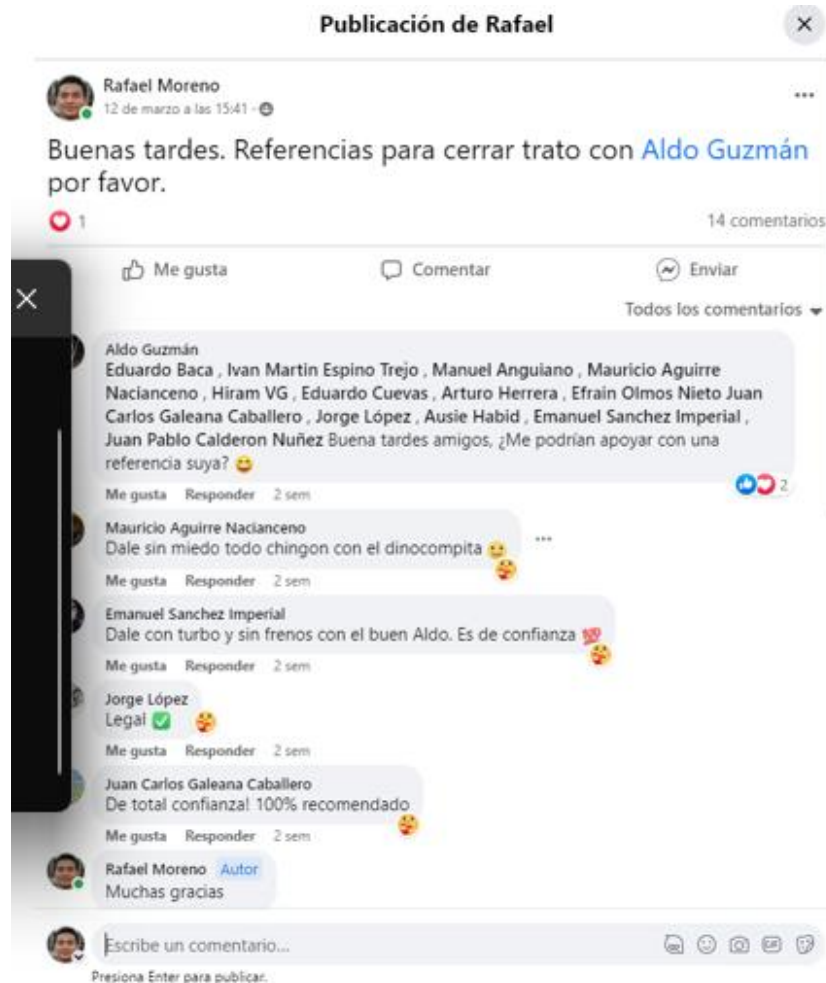 Publicación de Rafael
Rafael Moreno
12 de marzo a las 15:41 ·
Buenas tardes. Referencias para cerrar trato con Aldo Guzmán
por favor.
1
14 comentarios
Me gusta
Comentar
Enviar
Todos los comentarios
Aldo Guzmán
Eduardo Baca , Ivan Martin Espino Trejo , Manuel Anguiano , Mauricio Aguirre
Nacianceno , Hiram VG , Eduardo Cuevas , Arturo Herrera , Efrain Olmos Nieto Juan
Carlos Galeana Caballero , Jorge López , Ausie Habid , Emanuel Sanchez Imperial ,
Juan Pablo Calderon Nuñez Buena tardes amigos, ¿Me podrían apoyar con una
referencia suya? 😆
2
Me gusta Responder 2 sem
Mauricio Aguirre Nacianceno
Dale sin miedo todo chingon con el dinocompita
Me gusta Responder 2 sem
Emanuel Sanchez Imperial
Dale con turbo y sin frenos con el buen Aldo. Es de confianza 💯
Me gusta Responder 2 sem
Jorge López
Legal ✅
Me gusta Responder 2 sem
Juan Carlos Galeana Caballero
De total confianza! 100% recomendado
Me gusta Responder 2 sem
Rafael Moreno Autor
Muchas gracias
Escribe un comentario...
GIF
Presiona Enter para publicar.